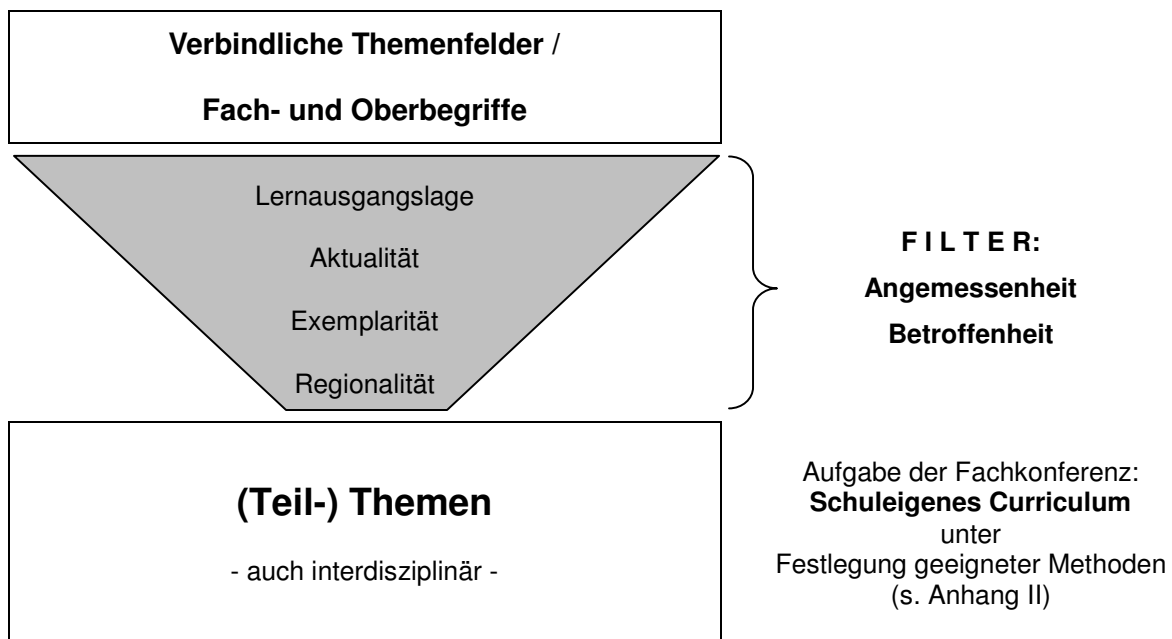 Verbindliche Themenfelder /
Fach- und Oberbegriffe
Lernausgangslage
Aktualität
Exemplarität
Regionalität
F I L T E R:
Angemessenheit
Betroffenheit
(Teil-) Themen
- auch interdisziplinär -
Aufgabe der Fachkonferenz:
Schuleigenes Curriculum
unter
Festlegung geeigneter Methoden
(s. Anhang II)